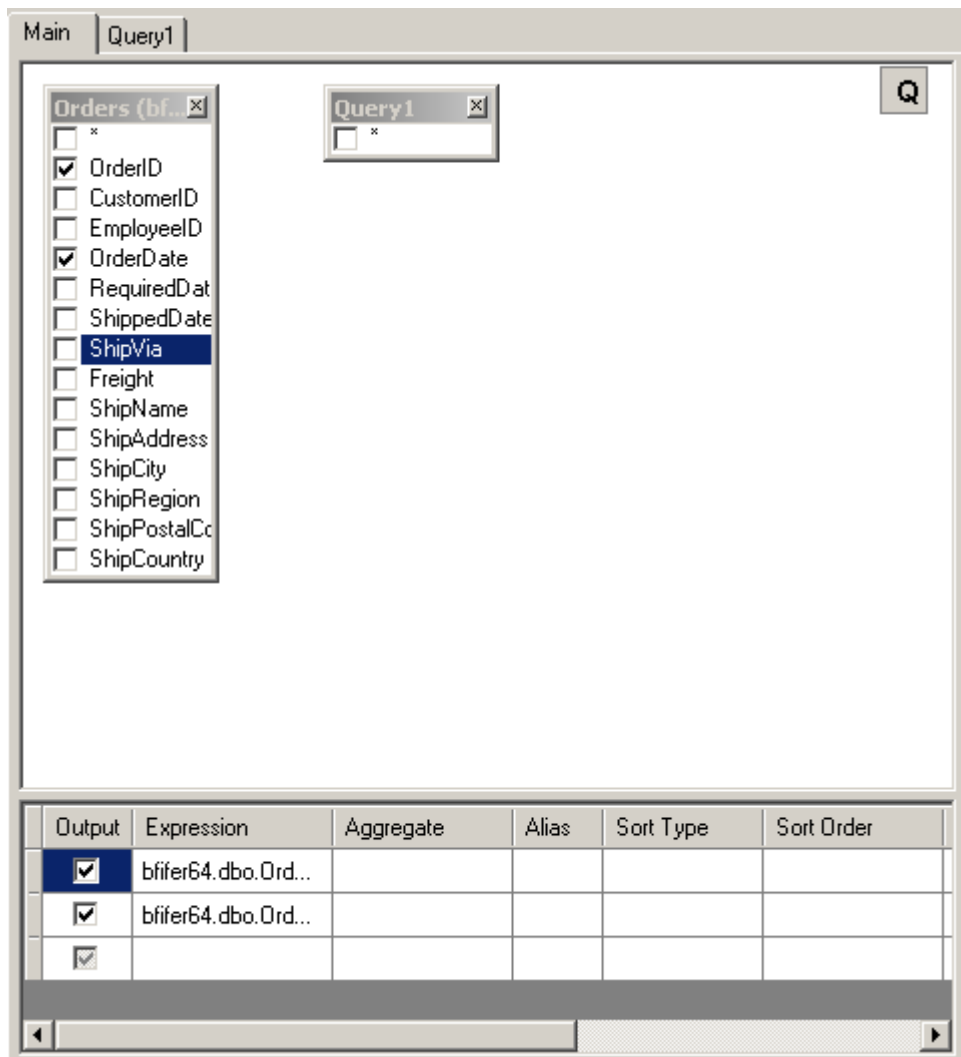 Main Query1
Q
Orders (bf...
*
OrderID
CustomerID
EmployeeID
OrderDate
RequiredDat
ShippedDate
ShipVia
Freight
ShipName
ShipAddress
ShipCity
ShipRegion
ShipPostalCo
ShipCountry
Query1
*
Output Expression Aggregate Alias Sort Type Sort Order
bfifer64.dbo.Ord...
bfifer64.dbo.Ord...